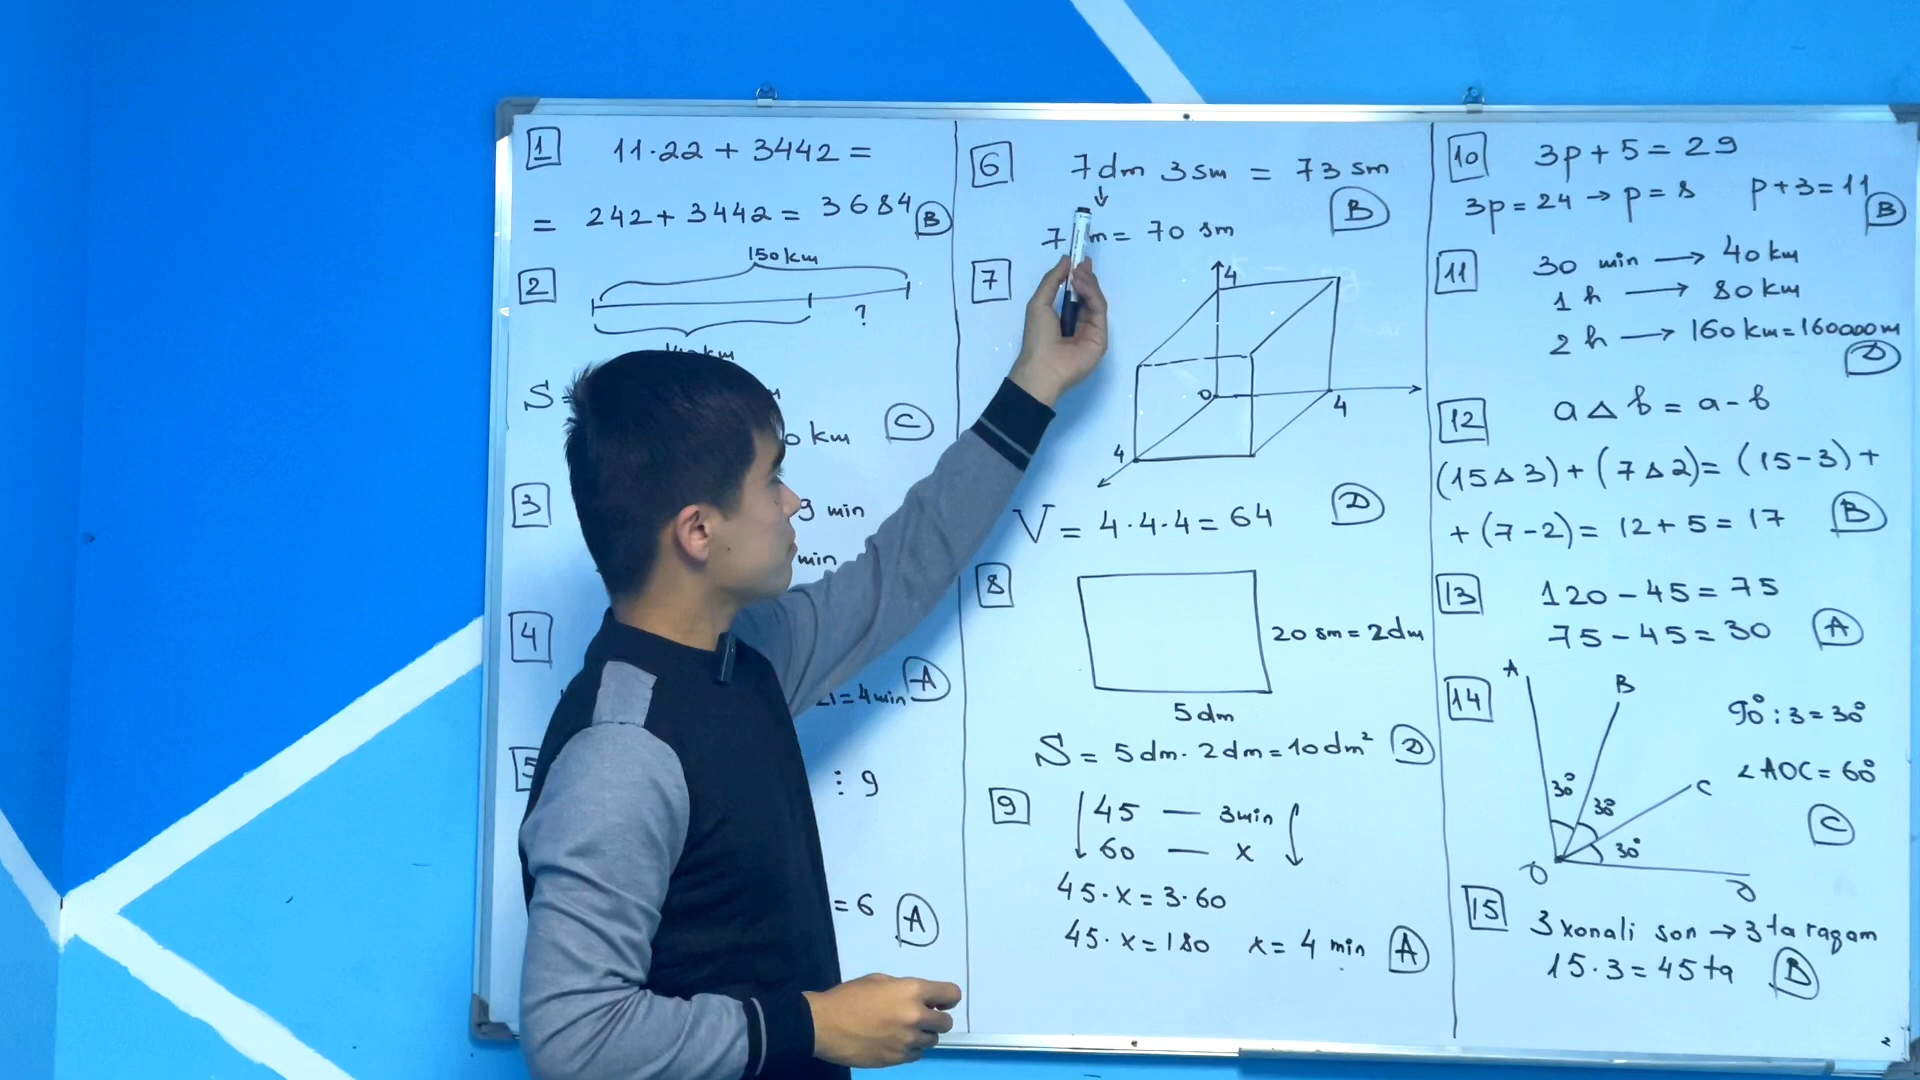 1 11·22 + 3442 =
= 242 + 3442 = 3684 B
2 150 km
?
km
S =
0 km C
3 9 min
min
4
= 4 min A
5 ⋮ 9
= 6 A
6 7 dm 3 sm = 73 sm
B
7 m = 70 sm
7 4
0 4
4
V = 4·4·4 = 64 D
8
20 sm = 2 dm
5 dm
S = 5 dm · 2 dm = 10 dm² D
9 45 — 3 min
60 — x
45·x = 3·60
45·x = 180 x = 4 min A
10 3p + 5 = 29
3p = 24 → p = 8 p + 3 = 11
B
11 30 min → 40 km
1 h → 80 km
2 h → 160 km = 160000 m
D
12 a △ b = a - b
(15 △ 3) + (7 △ 2) = (15 - 3) +
+ (7 - 2) = 12 + 5 = 17 B
13 120 - 45 = 75
75 - 45 = 30 A
14 A B
90° : 3 = 30°
∠AOC = 60°
C
30° 30° 30°
C
O D
15 3 xonali son → 3 ta raqam
15·3 = 45 ta B